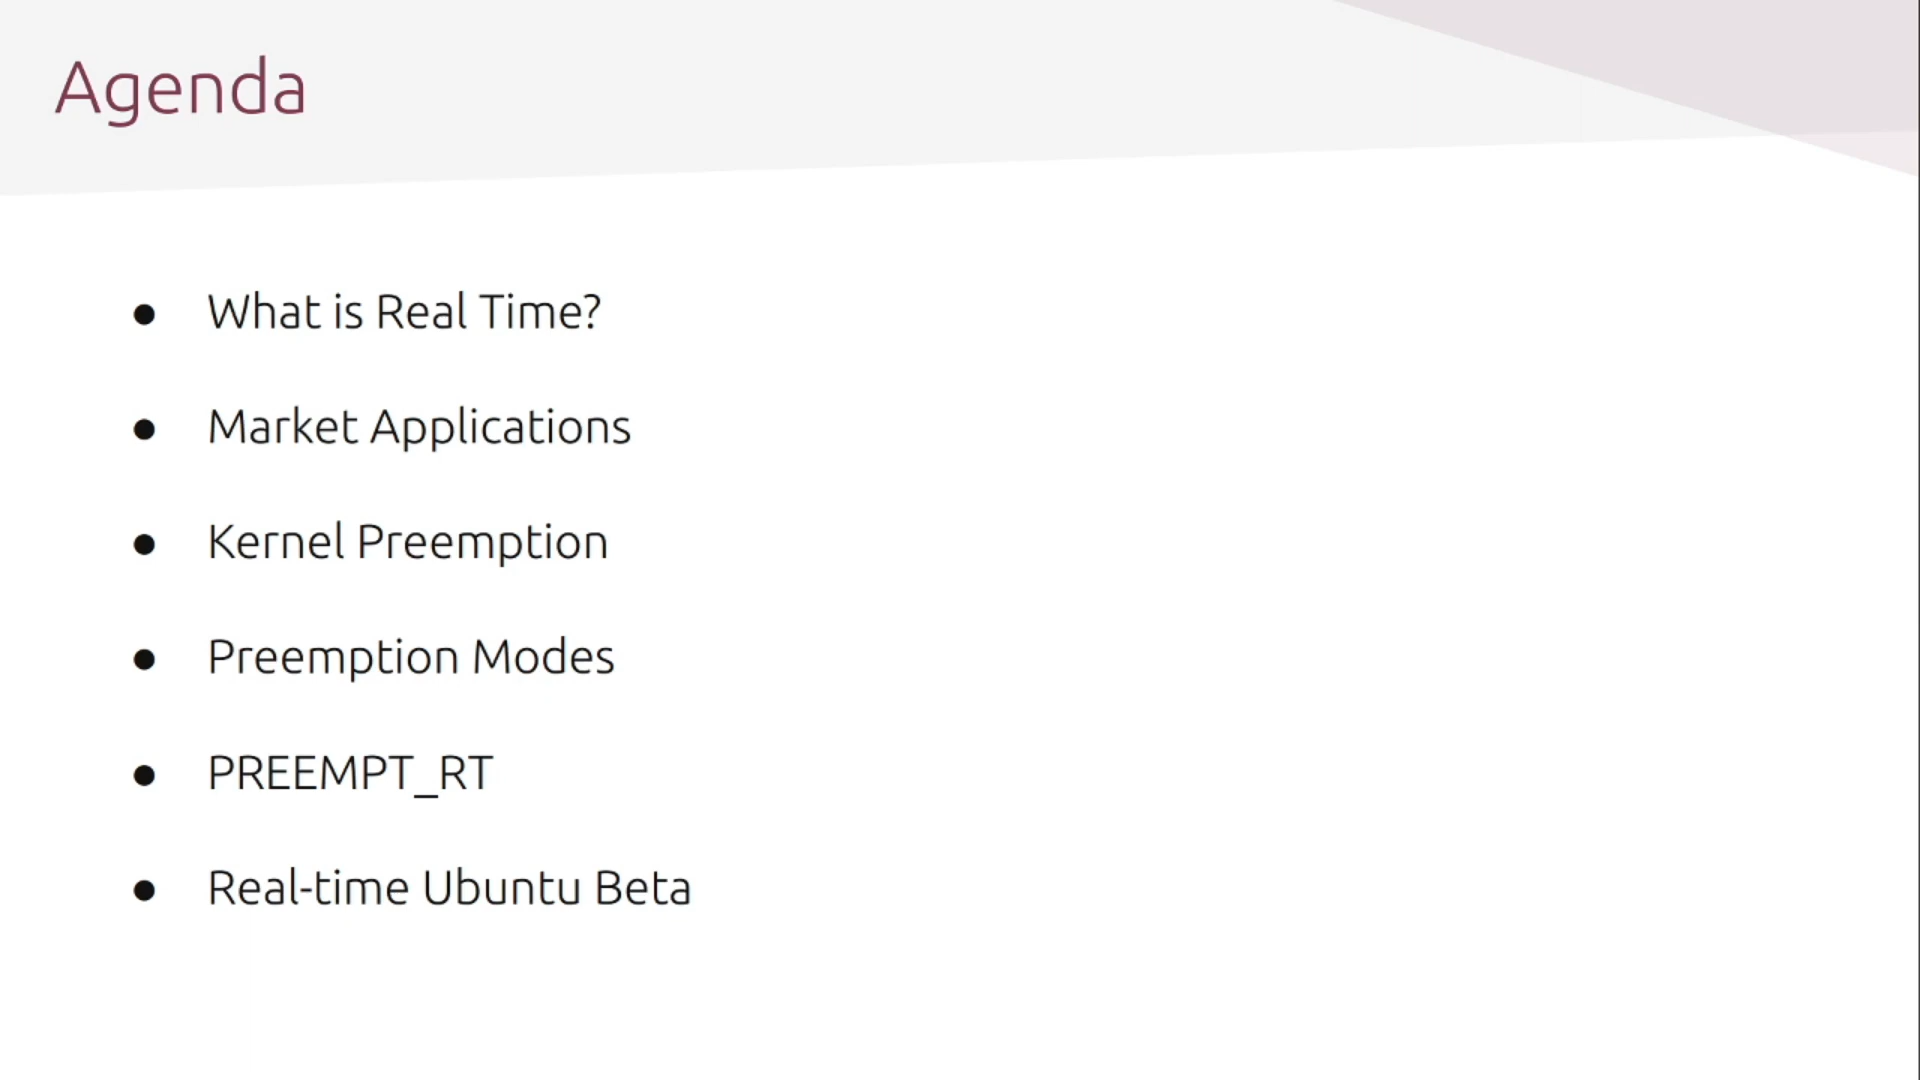 Agenda
● What is Real Time?
● Market Applications
● Kernel Preemption
● Preemption Modes
● PREEMPT_RT
● Real-time Ubuntu Beta